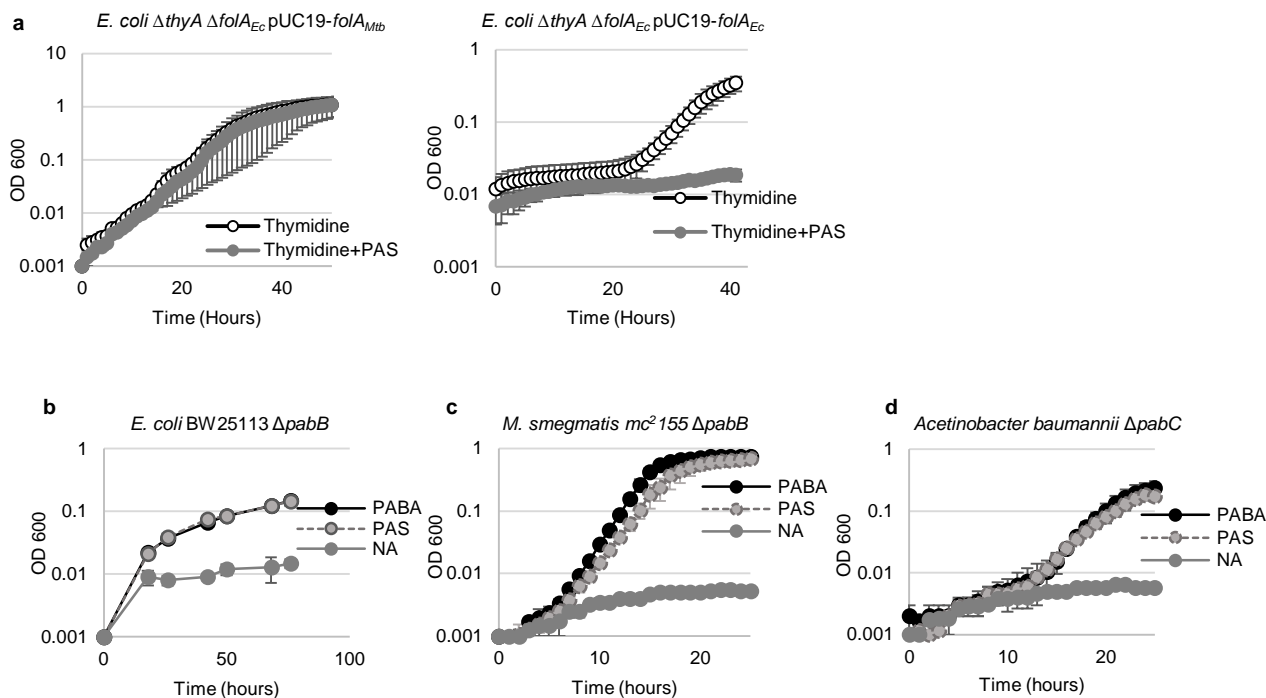 a
E. coli ΔthyA ΔfolA_Ec pUC19-folA_Mtb
10
1
0.1
0.01
0.001
OD 600
0
20
40
Time (Hours)
Thymidine
Thymidine+PAS
E. coli ΔthyA ΔfolA_Ec pUC19-folA_Ec
1
0.1
0.01
0.001
OD 600
0
20
40
Time (Hours)
Thymidine
Thymidine+PAS
b
E. coli BW25113 ΔpabB
1
0.1
0.01
0.001
OD 600
0
50
100
Time (hours)
PABA
PAS
NA
c
M. smegmatis mc²155 ΔpabB
1
0.1
0.01
0.001
OD 600
0
10
20
Time (hours)
PABA
PAS
NA
d
Acetinobacter baumannii ΔpabC
1
0.1
0.01
0.001
OD 600
0
10
20
Time (hours)
PABA
PAS
NA